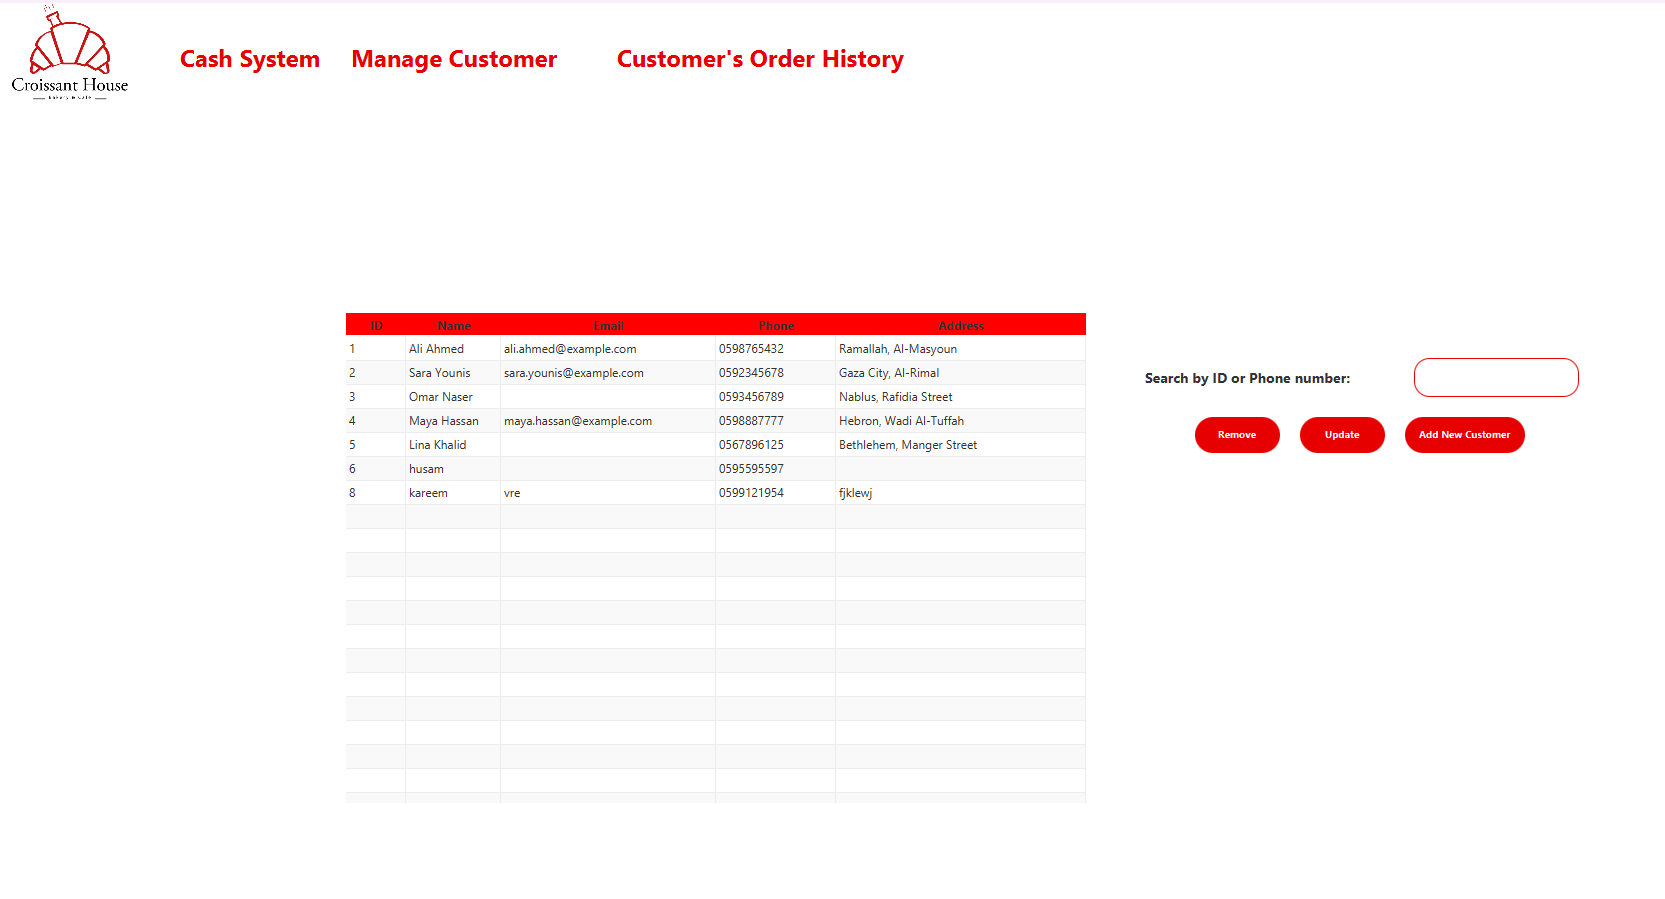 Croissant House
Cash System Manage Customer Customer's Order History
ID Name Email Phone Address
1 Ali Ahmed ali.ahmed@example.com 0598765432 Ramallah, Al-Masyoun
2 Sara Younis sara.younis@example.com 0592345678 Gaza City, Al-Rimal
3 Omar Naser 0593456789 Nablus, Rafidia Street
4 Maya Hassan maya.hassan@example.com 0598887777 Hebron, Wadi Al-Tuffah
5 Lina Khalid 0567896125 Bethlehem, Manger Street
6 husam 0595595597
8 kareem vre 0599121954 fjklewj
Search by ID or Phone number:
Remove Update Add New Customer